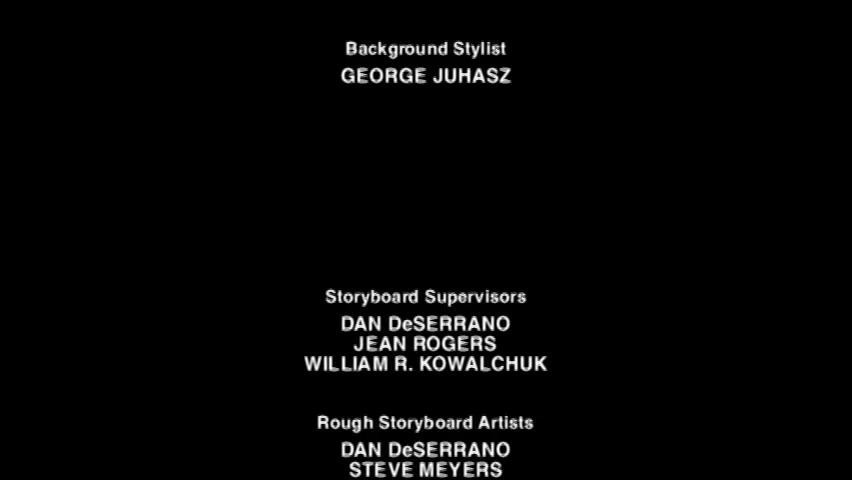 Background Stylist
GEORGE JUHASZ
Storyboard Supervisors
DAN DeSERRANO
JEAN ROGERS
WILLIAM R. KOWALCHUK
Rough Storyboard Artists
DAN DeSERRANO
STEVE MEYERS